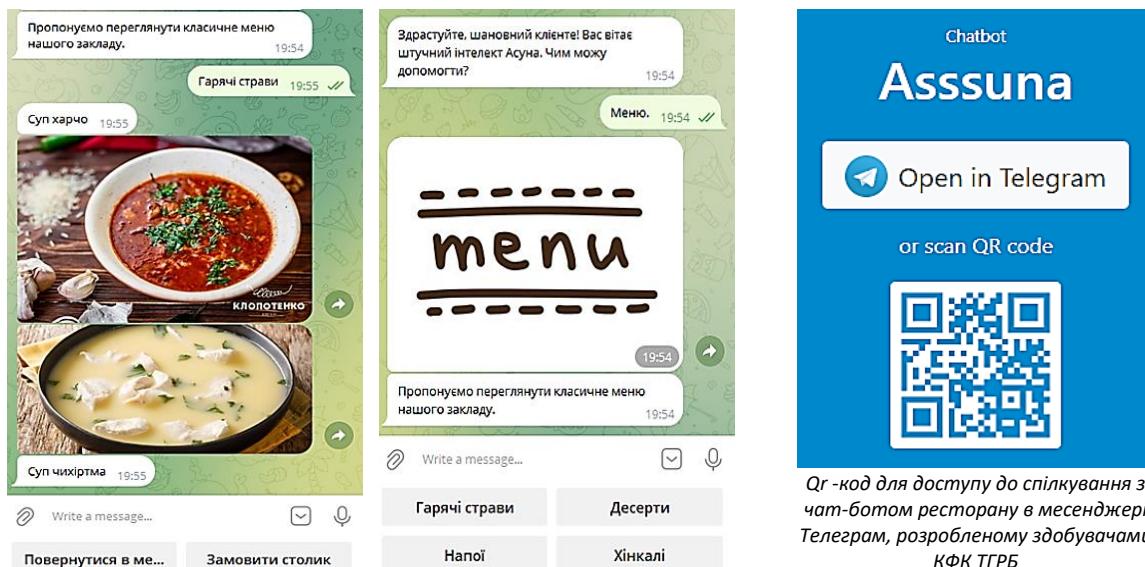 Пропонуємо переглянути класичне меню
нашого закладу.
19:54
Гарячі страви 19:55
Суп харчо 19:55
КЛОПОТЕНКО
Суп чихіртма 19:55
Write a message...
Повернутися в ме...
Замовити столик
Здрастуйте, шановний клієнте! Вас вітає
штучний інтелект Асуна. Чим можу
допомогти?
19:54
Меню. 19:54
menu
19:54
Пропонуємо переглянути класичне меню
нашого закладу.
19:54
Write a message...
Гарячі страви
Десерти
Напої
Хінкалі
Chatbot
Asssuna
Open in Telegram
or scan QR code
Qr -код для доступу до спілкування з
чат-ботом ресторану в месенджері
Телеграм, розробленому здобувачами
КФК ТГРБ